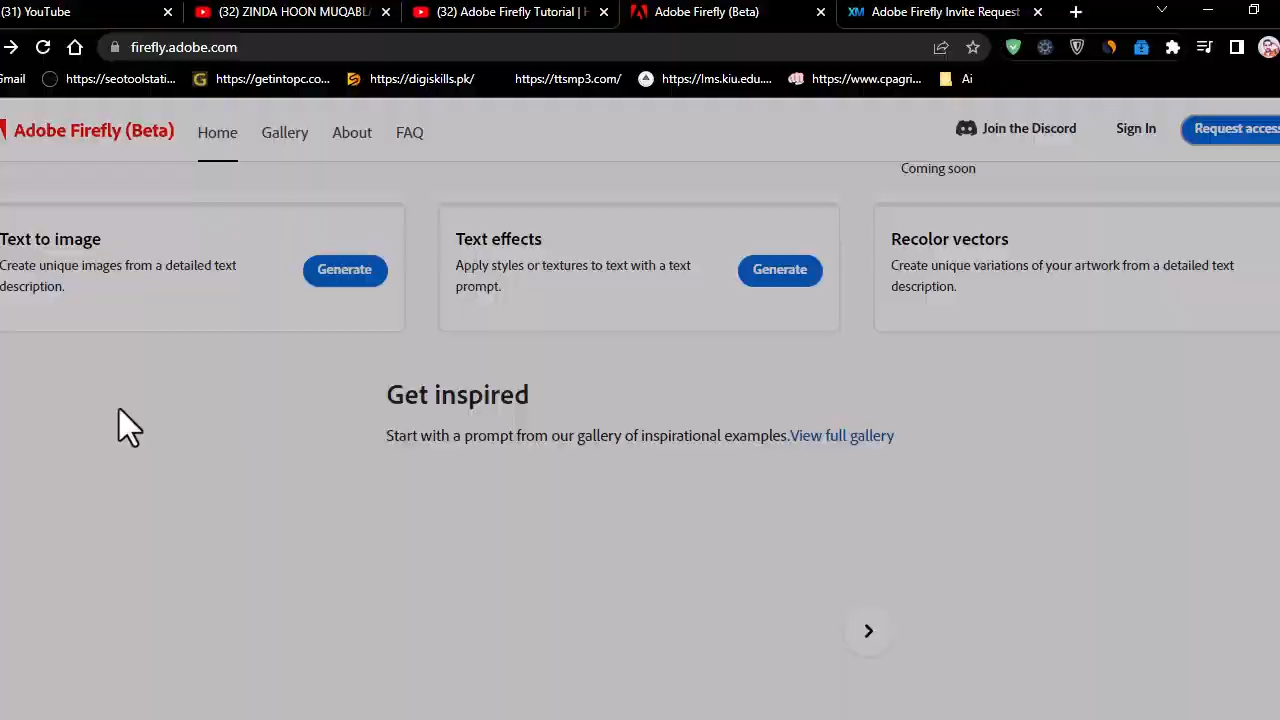 (31) YouTube
(32) ZINDA HOON MUQABL
(32) Adobe Firefly Tutorial |
Adobe Firefly (Beta)
XM Adobe Firefly Invite Request
firefly.adobe.com
Gmail
https://seotoolstati...
https://getintopc.co...
https://digiskills.pk/
https://ttsmp3.com/
https://lms.kiu.edu....
https://www.cpagri...
Ai
Adobe Firefly (Beta)
Home
Gallery
About
FAQ
Join the Discord
Sign In
Request access
Coming soon
Text to image
Create unique images from a detailed text
description.
Generate
Text effects
Apply styles or textures to text with a text
prompt.
Generate
Recolor vectors
Create unique variations of your artwork from a detailed text
description.
Get inspired
Start with a prompt from our gallery of inspirational examples.View full gallery